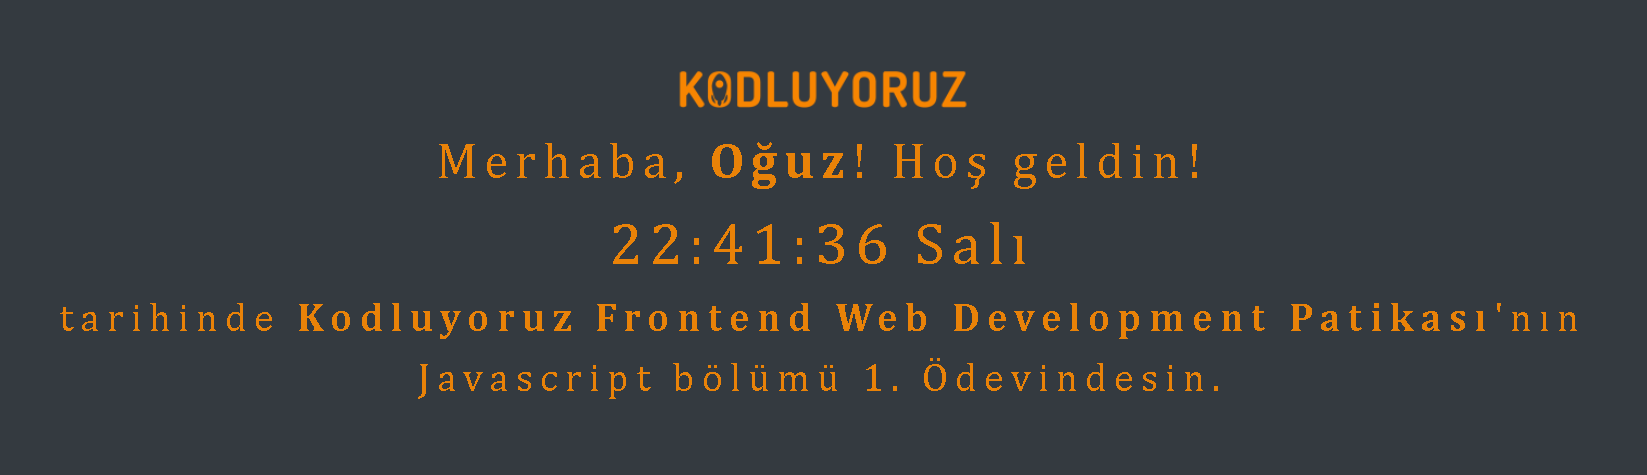 KODLUYORUZ
Merhaba, Oğuz! Hoş geldin!
22:41:36 Salı
tarihinde Kodluyoruz Frontend Web Development Patikası'nın
Javascript bölümü 1. Ödevindesin.